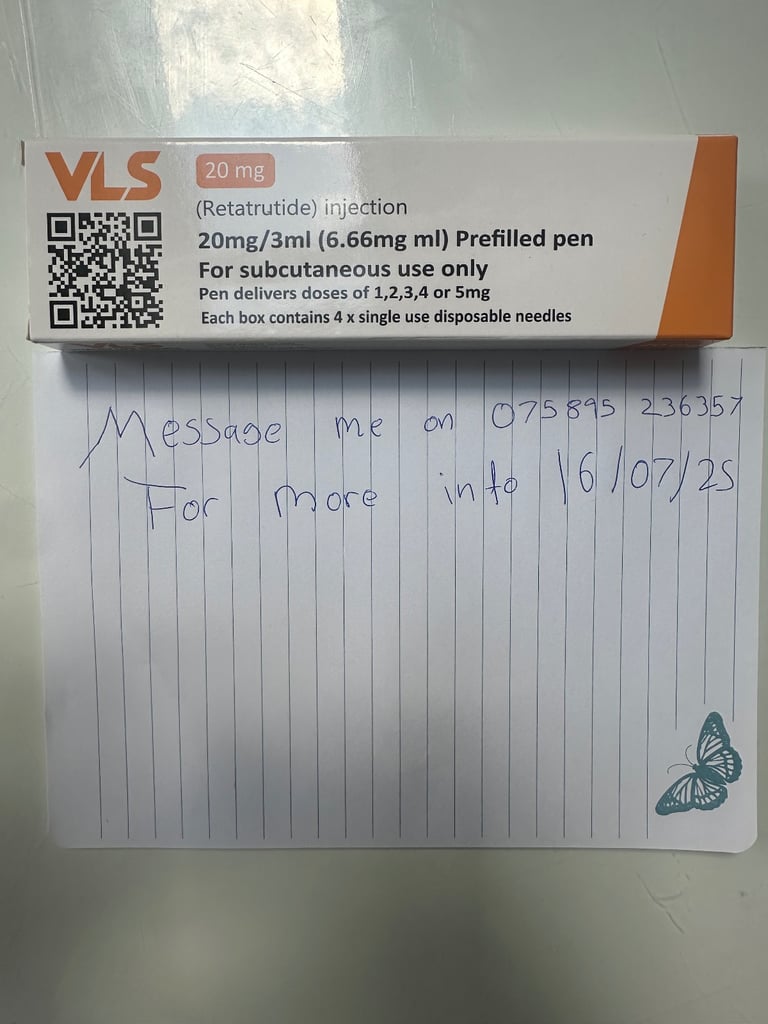 VLS
20 mg
(Retatrutide) injection
20mg/3ml (6.66mg ml) Prefilled pen
For subcutaneous use only
Pen delivers doses of 1,2,3,4 or 5mg
Each box contains 4 x single use disposable needles
Message me on 075895 236357
For more info 16/07/25